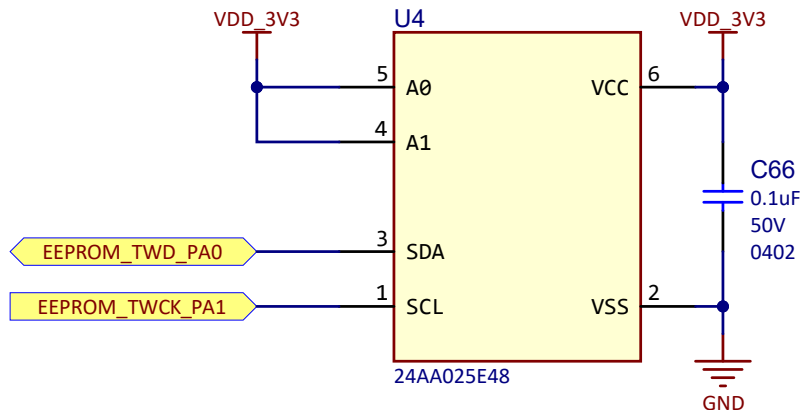 VDD_3V3
U4
VDD_3V3
5
A0
VCC
6
4
A1
C66
0.1uF
50V
0402
EEPROM_TWD_PA0
3
SDA
EEPROM_TWCK_PA1
1
SCL
VSS
2
24AA025E48
GND